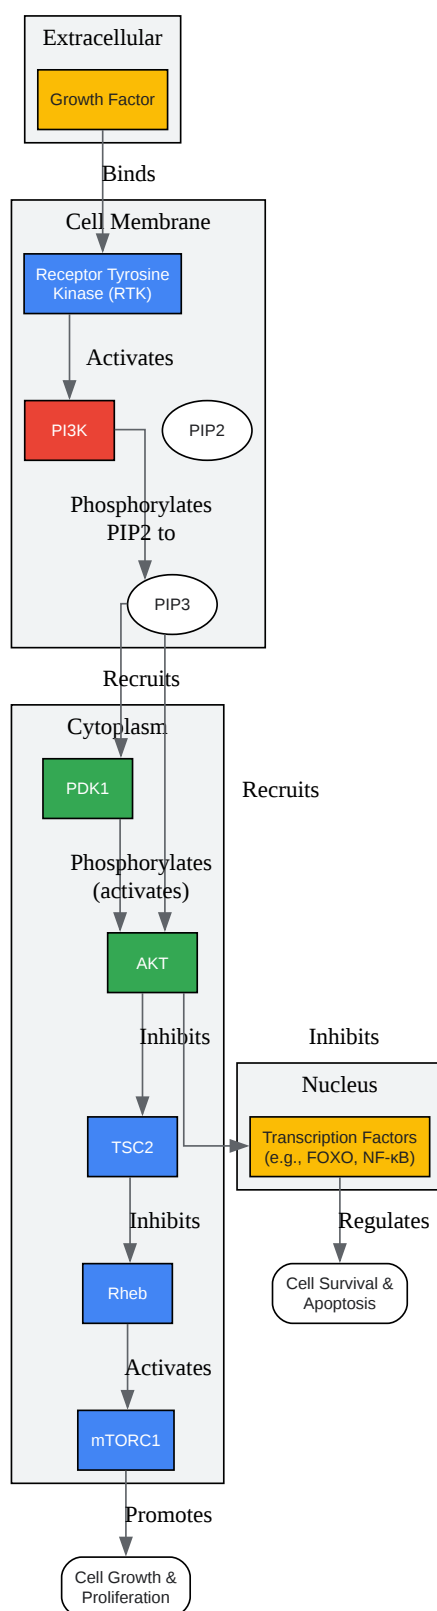 Extracellular
Growth Factor
Binds
Cell Membrane
Receptor Tyrosine
Kinase (RTK)
Activates
PI3K
PIP2
Phosphorylates
PIP2 to
PIP3
Recruits
Cytoplasm
PDK1
Recruits
Phosphorylates
(activates)
AKT
Inhibits
Inhibits
Nucleus
TSC2
Transcription Factors
(e.g., FOXO, NF-κB)
Inhibits
Regulates
Rheb
Cell Survival &
Apoptosis
Activates
mTORC1
Promotes
Cell Growth &
Proliferation